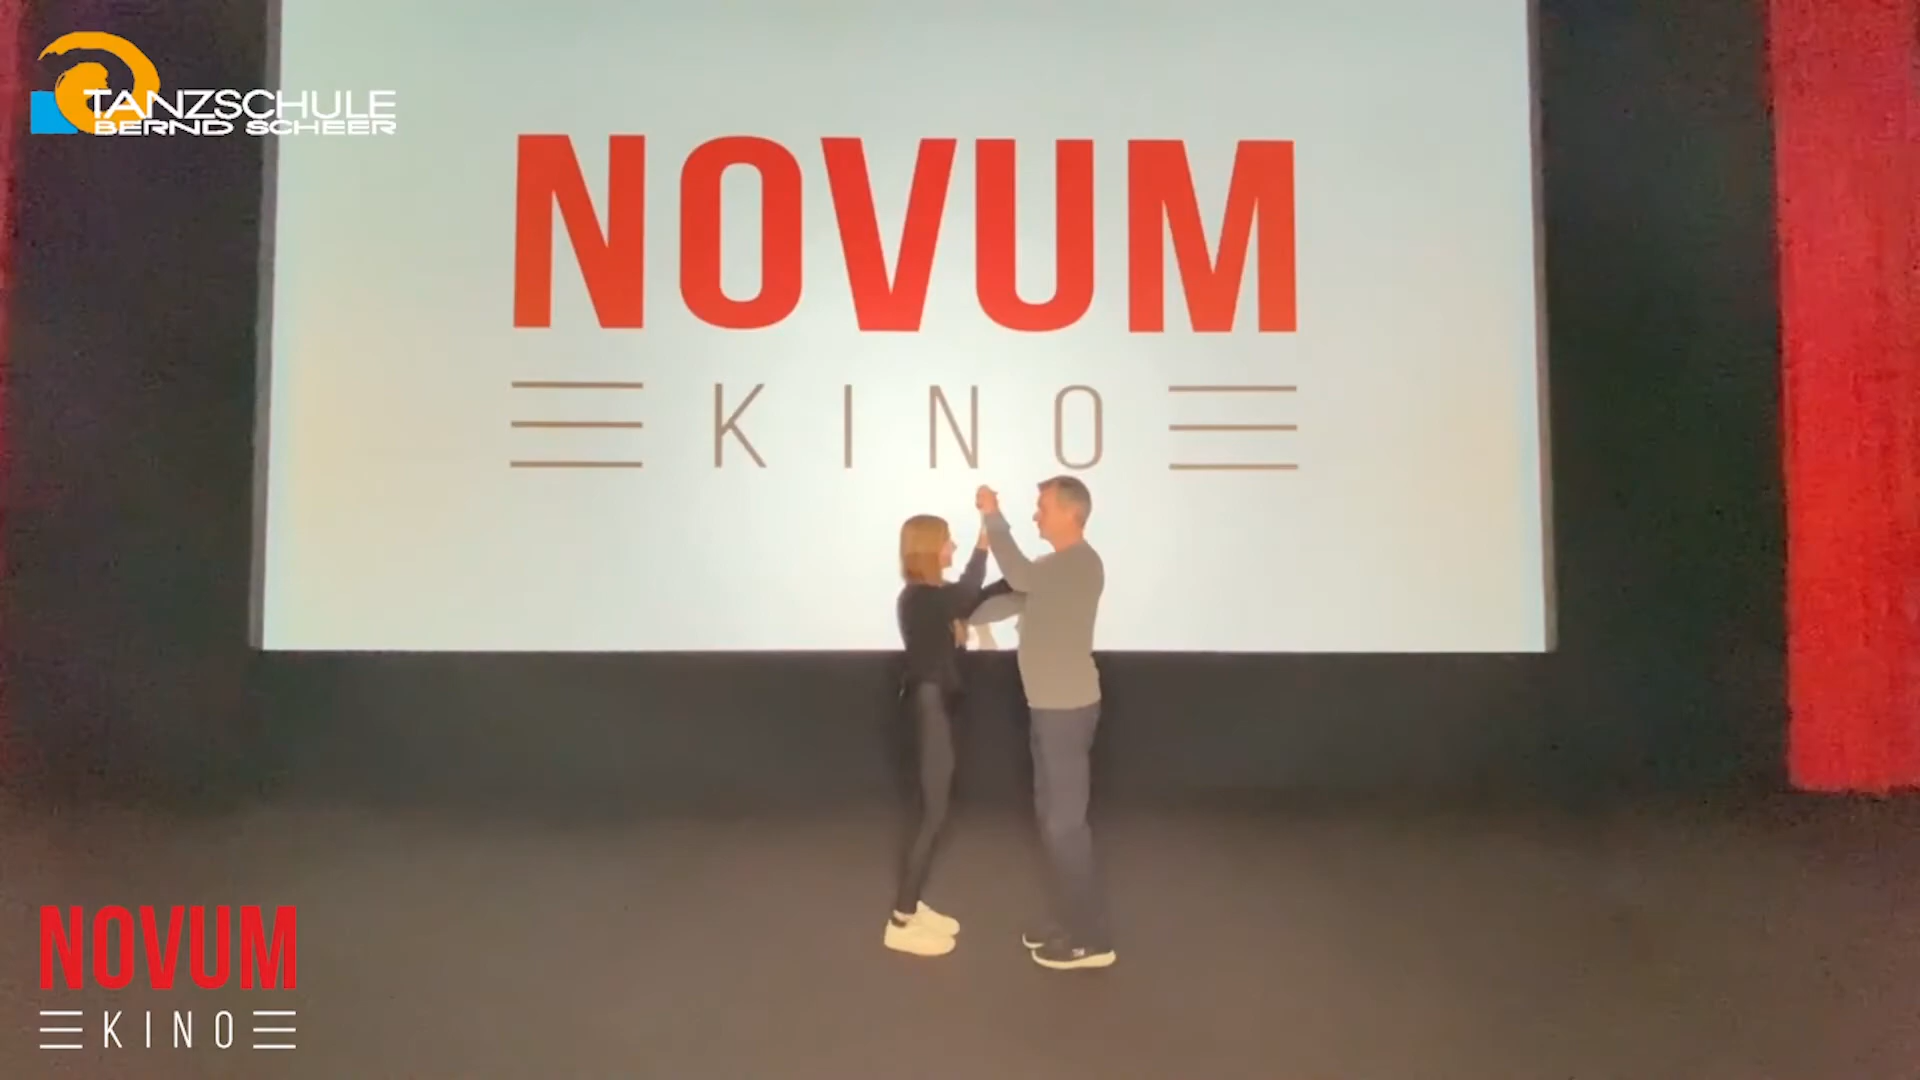 TANZSCHULE
BERND SCHEER
NOVUM
KINO
NOVUM
KINO